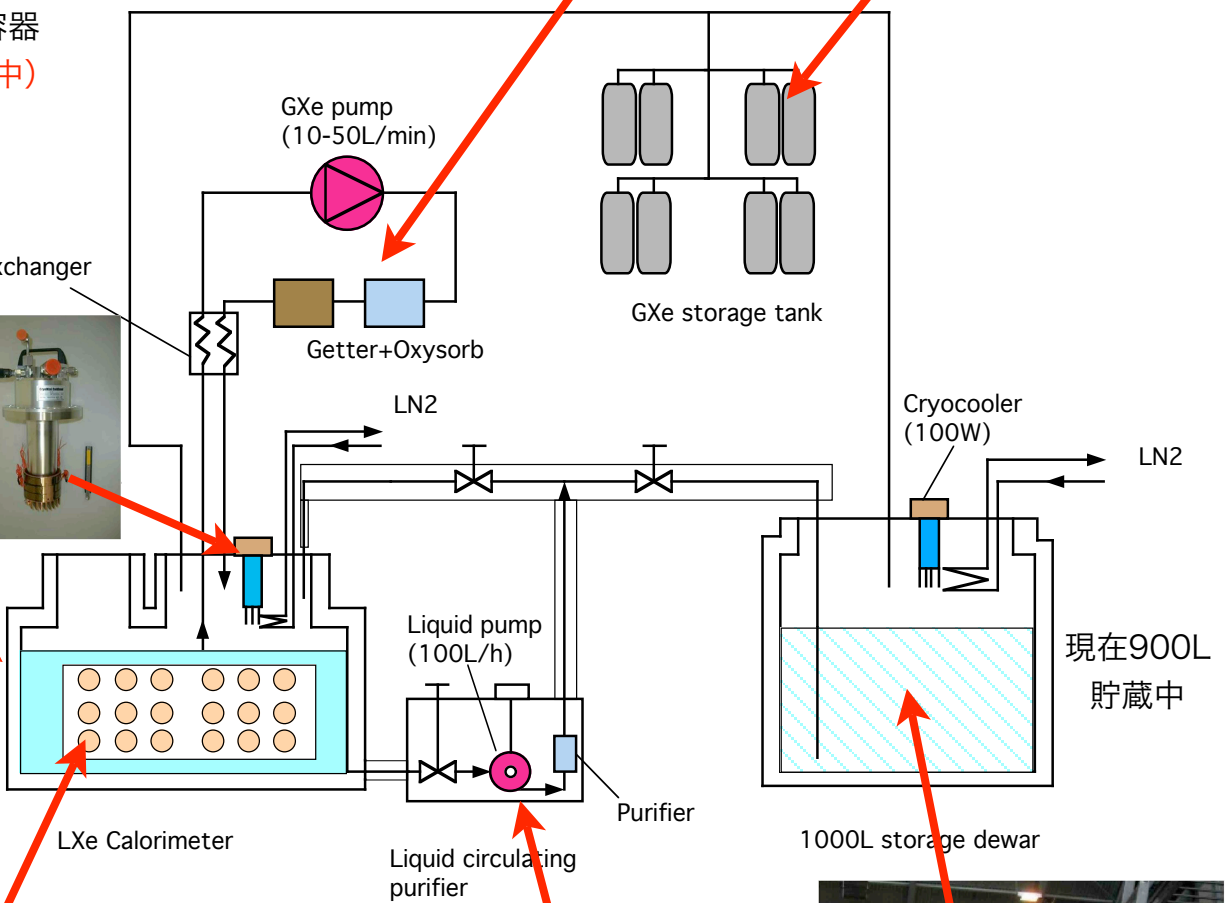 容器
中）
GXe pump
(10-50L/min)
xchanger
Getter+Oxysorb
GXe storage tank
LN2
Cryocooler
(100W)
LN2
Liquid pump
(100L/h)
現在900L
貯蔵中
Purifier
LXe Calorimeter
Liquid circulating
purifier
1000L storage dewar